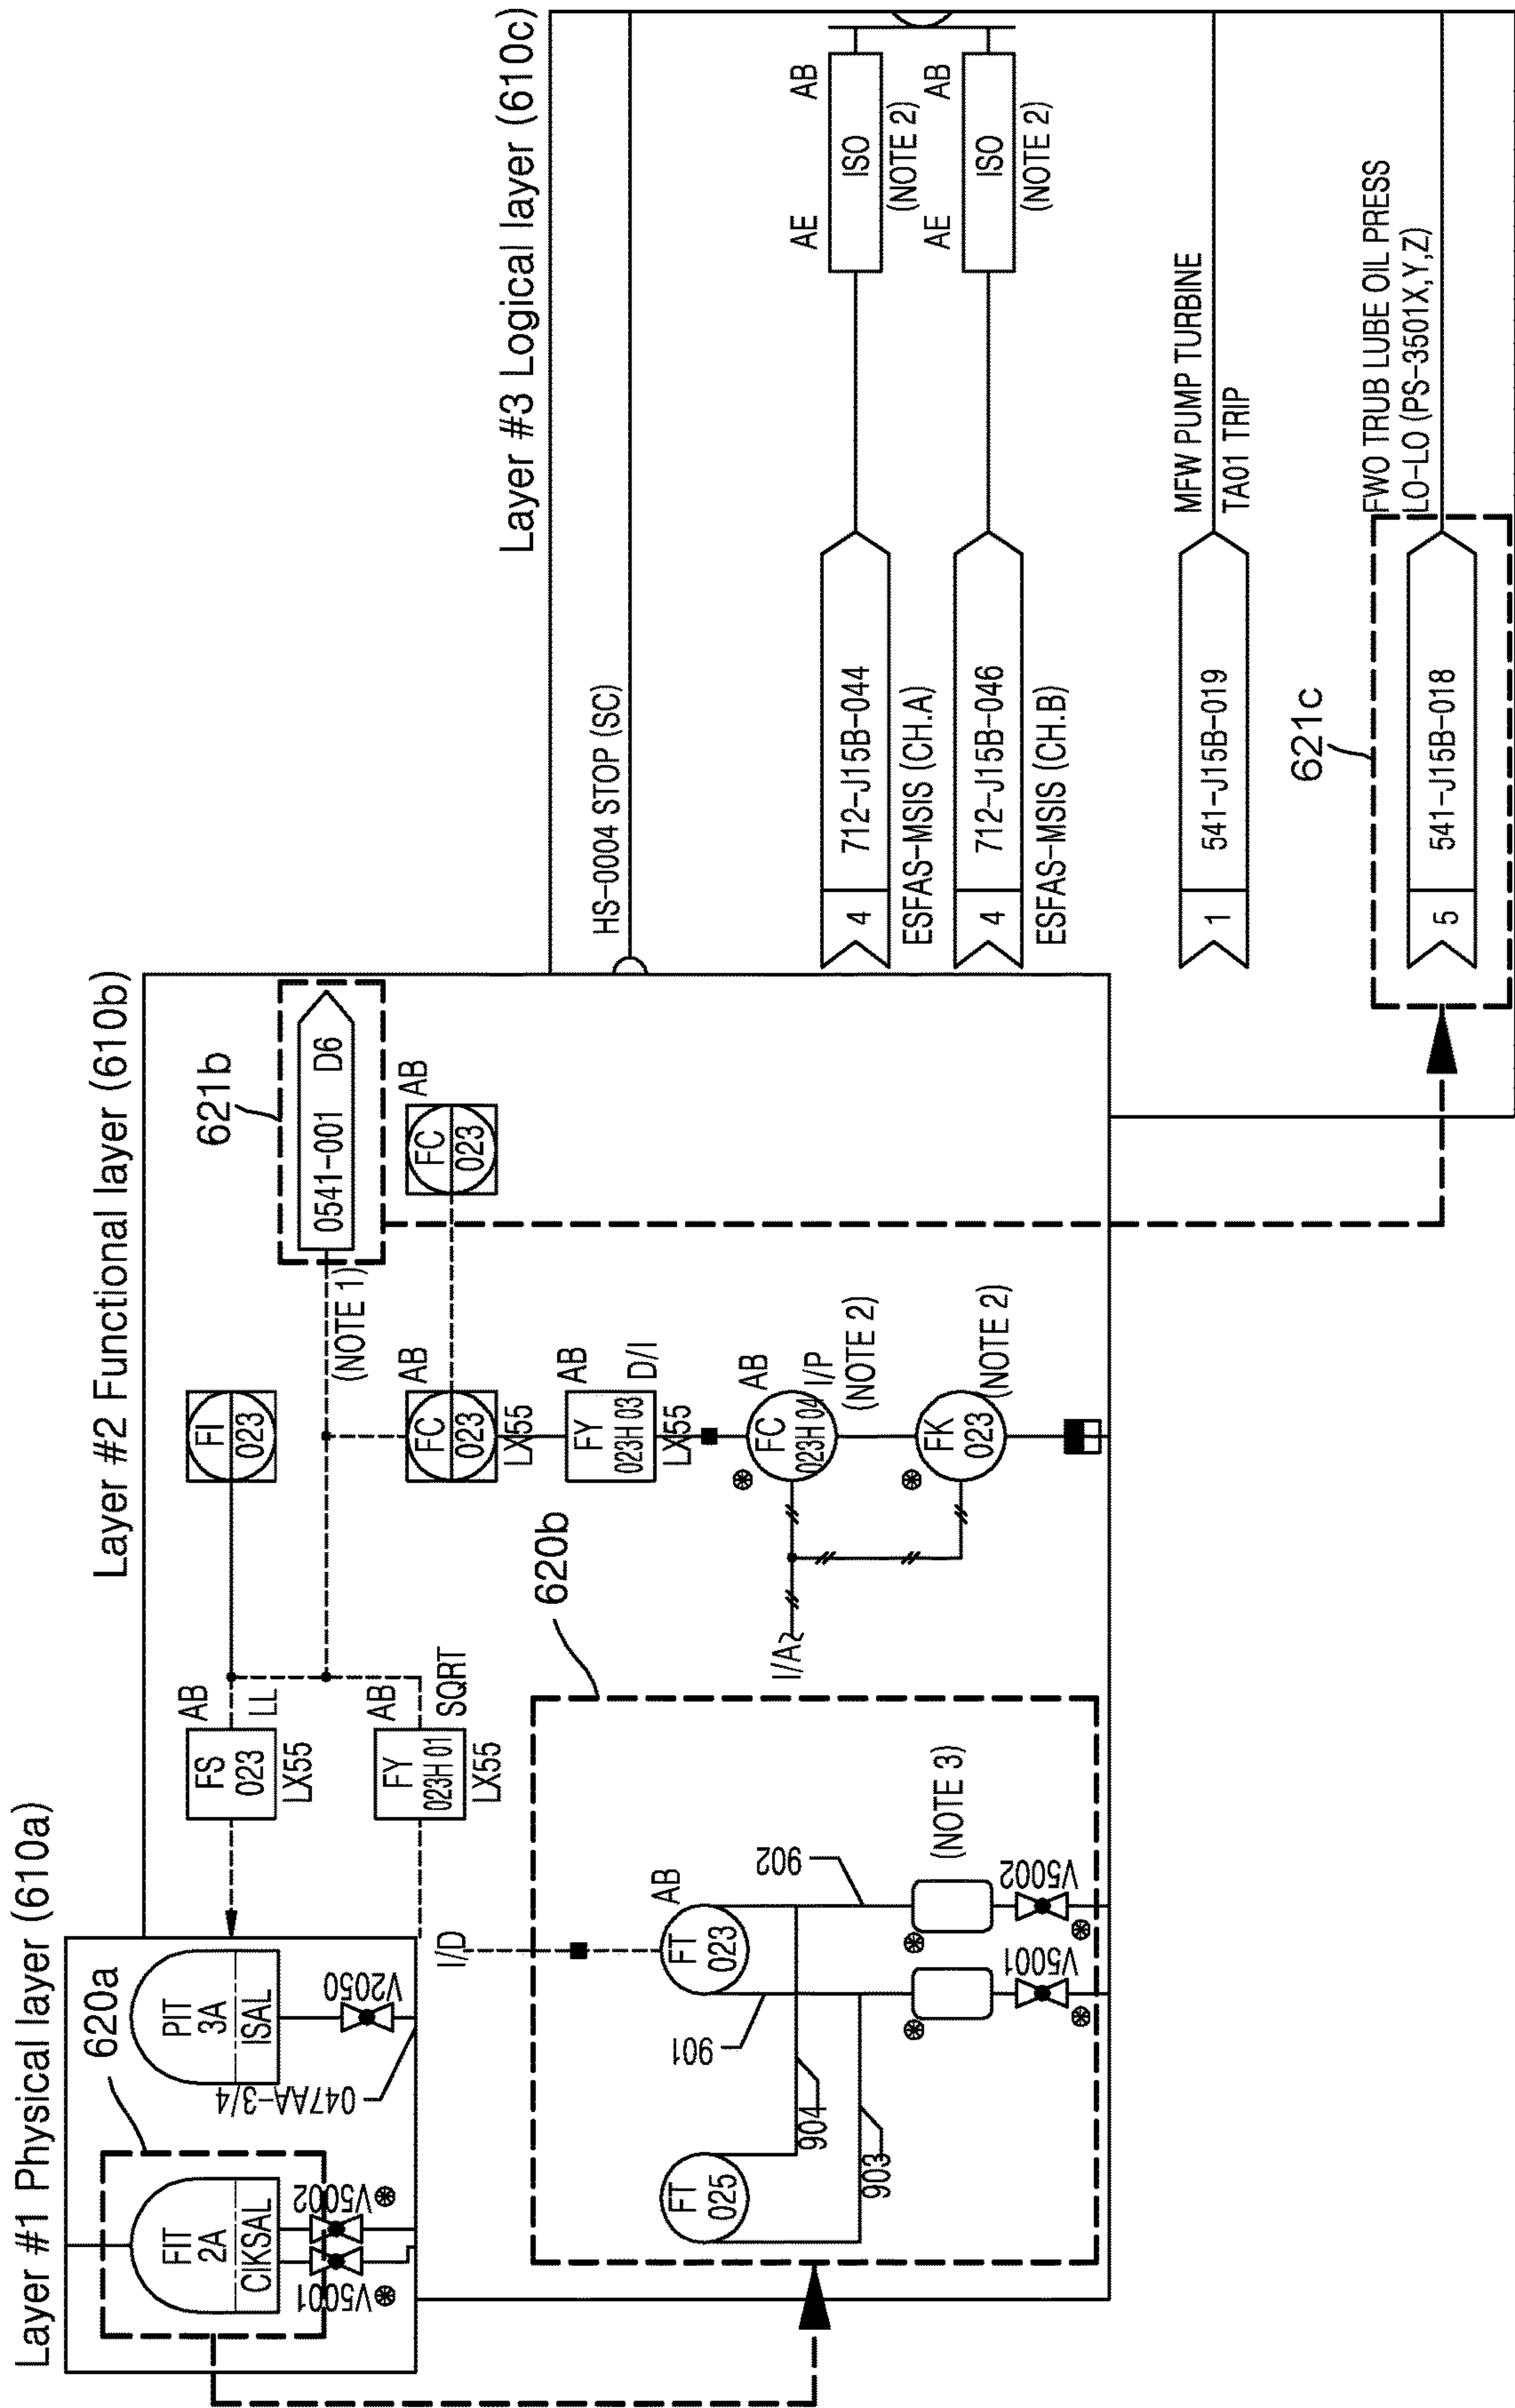 Layer #1 Physical layer (610a)
620a
FIT
2A
CIKSAL
V5001
V5002
PIT
3A
ISAL
V2050
047AA-3/4
Layer #2 Functional layer (610b)
FS
023
AB
LL
LX55
FI
023
FY
023H 01
AB
SQRT
LX55
(NOTE 1)
621b
0541-001 D6
FC
023
AB
LX55
FC
023
AB
FY
023H 03
AB
D/I
LX55
FC
023H 04
AB
I/P
(NOTE 2)
FK
023
(NOTE 2)
I/A
I/D
620b
FT
025
FT
023
AB
901
902
903
904
(NOTE 3)
V5001
V5002
Layer #3 Logical layer (610c)
HS-0004 STOP (SC)
4 712-J15B-044
ESFAS-MSIS (CH.A)
AE
ISO
AB
(NOTE 2)
4 712-J15B-046
ESFAS-MSIS (CH.B)
AE
ISO
AB
(NOTE 2)
1 541-J15B-019
MFW PUMP TURBINE
TA01 TRIP
621c
5 541-J15B-018
FWO TRUB LUBE OIL PRESS
LO-LO (PS-3501X,Y,Z)